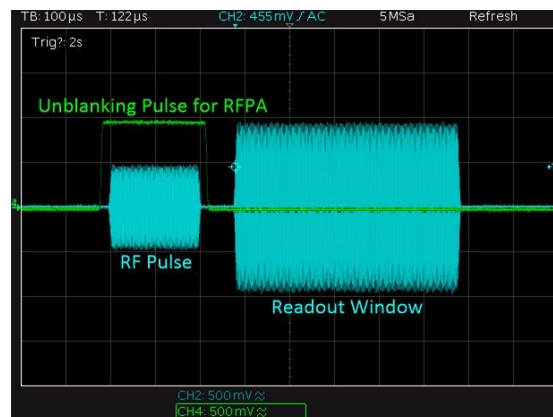 TB:100µs T:122µs CH2:455mV/AC 5MSa Refresh
Trig?: 2s
Unblanking Pulse for RFPA
RF Pulse
Readout Window
CH2:500mV≂
CH4:500mV≂